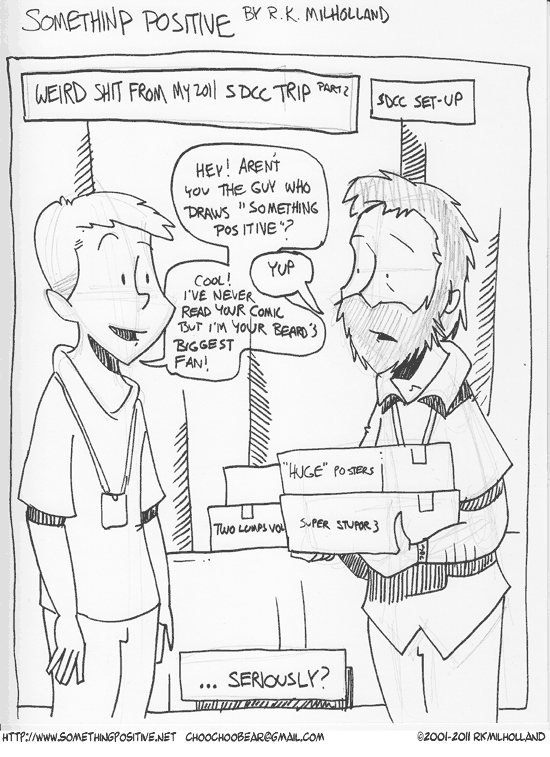 SOMETHING POSITIVE BY R.K. MILHOLLAND
WEIRD SHIT FROM MY 2011 SDCC TRIP PART 2
SDCC SET-UP
HEY! AREN'T
YOU THE GUY WHO
DRAWS "SOMETHING
POSITIVE"?
YUP
COOL!
I'VE NEVER
READ YOUR COMIC
BUT I'M YOUR BEARD'S
BIGGEST
FAN!
"HUGE" POSTERS
TWO LUMPS VOL
SUPER STUPOR 3
... SERIOUSLY?
HTTP://WWW.SOMETHINGPOSITIVE.NET CHOOCHOOBEAR@GMAIL.COM ©2001-2011 RKMILHOLLAND